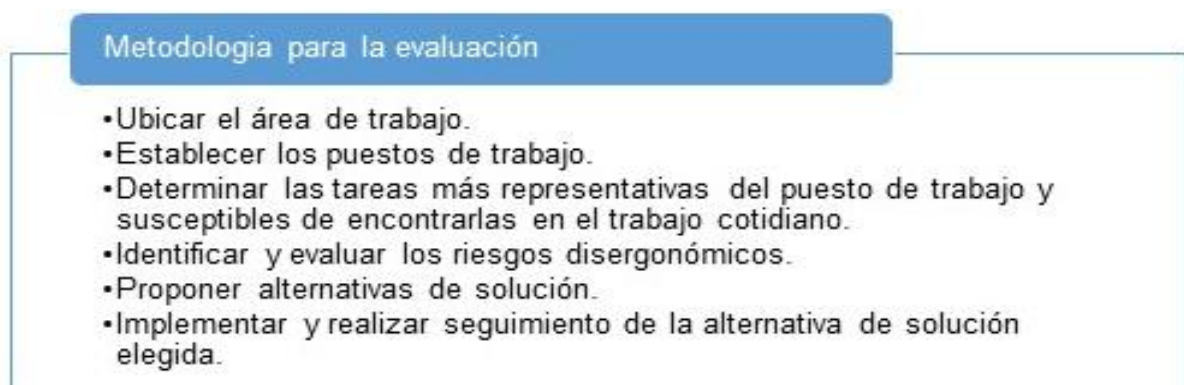 Metodologia para la evaluación
•Ubicar el área de trabajo.
•Establecer los puestos de trabajo.
•Determinar las tareas más representativas del puesto de trabajo y
susceptibles de encontrarlas en el trabajo cotidiano.
•Identificar y evaluar los riesgos disergonómicos.
•Proponer alternativas de solución.
•Implementar y realizar seguimiento de la alternativa de solución
elegida.